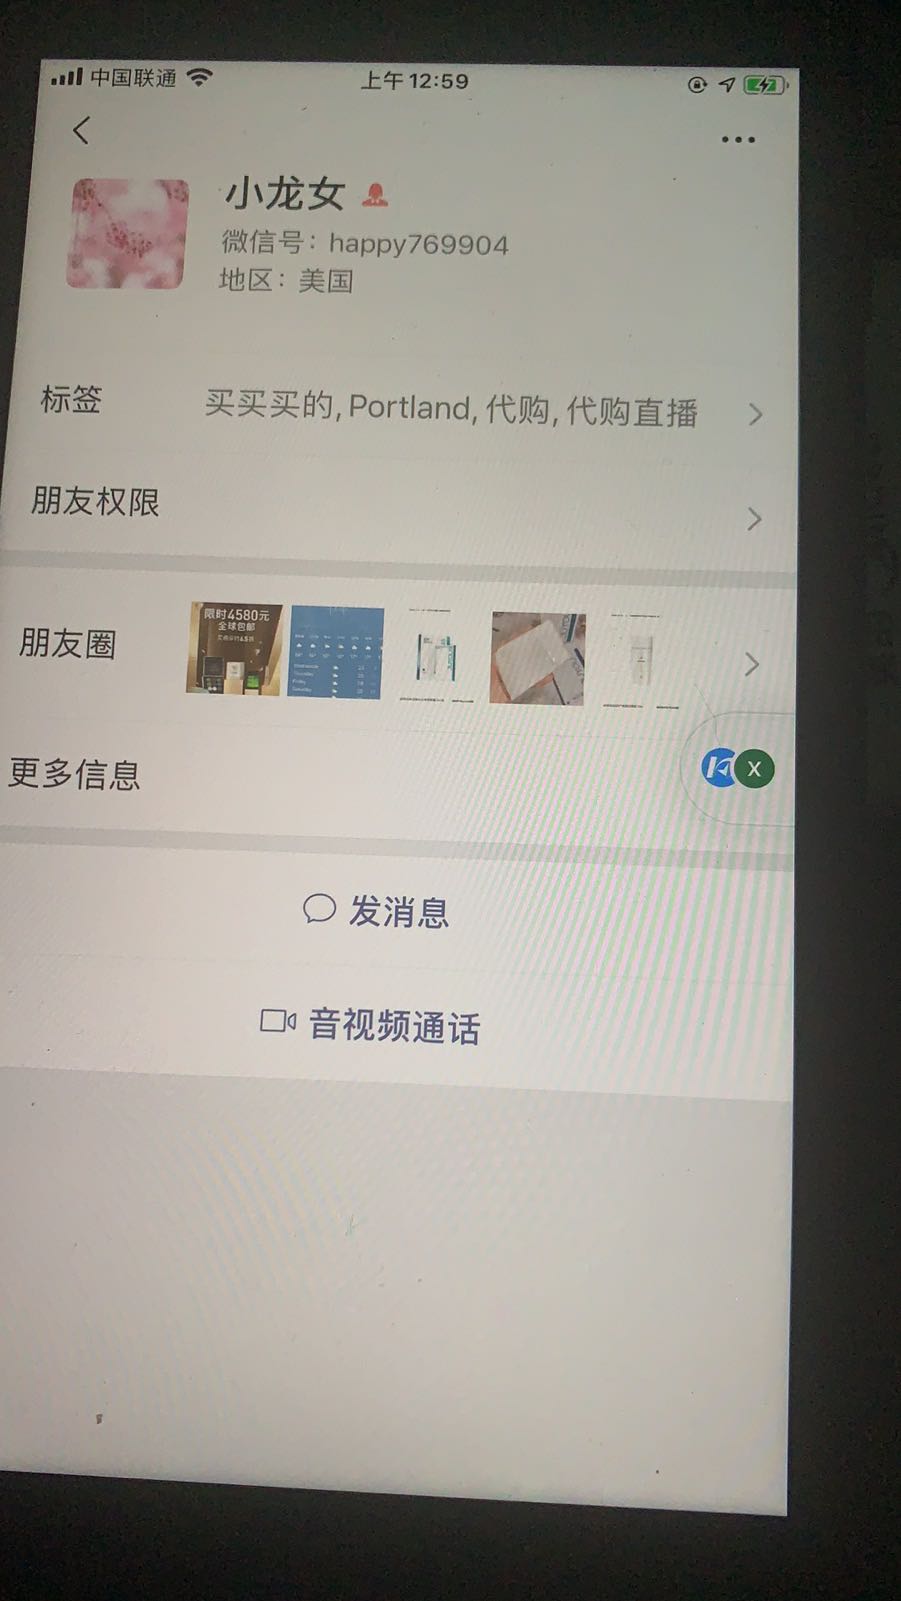 中国联通
上午12:59
小龙女
微信号：happy769904
地区：美国
标签
买买买的, Portland, 代购, 代购直播
朋友权限
朋友圈
限时4580元
全球包邮
更多信息
X
发消息
音视频通话